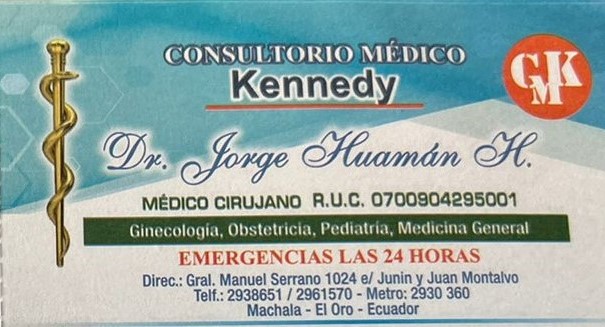 CONSULTORIO MÉDICO
Kennedy
GMK
Dr. Jorge Huamán H.
MÉDICO CIRUJANO R.U.C. 0700904295001
Ginecología, Obstetricia, Pediatría, Medicina General
EMERGENCIAS LAS 24 HORAS
Direc.: Gral. Manuel Serrano 1024 e/ Junin y Juan Montalvo
Telf.: 2938651 / 2961570 - Metro: 2930 360
Machala - El Oro - Ecuador